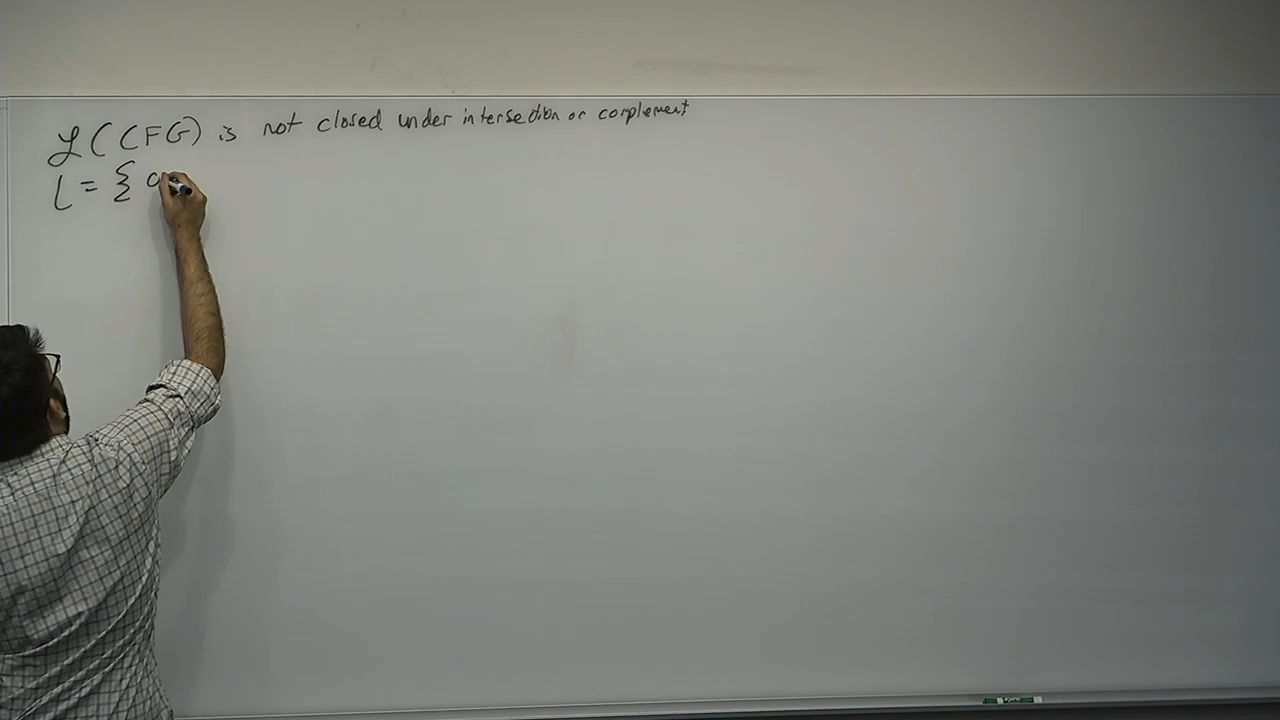 ℒ(CFG) is not closed under intersection or complement
L = { a